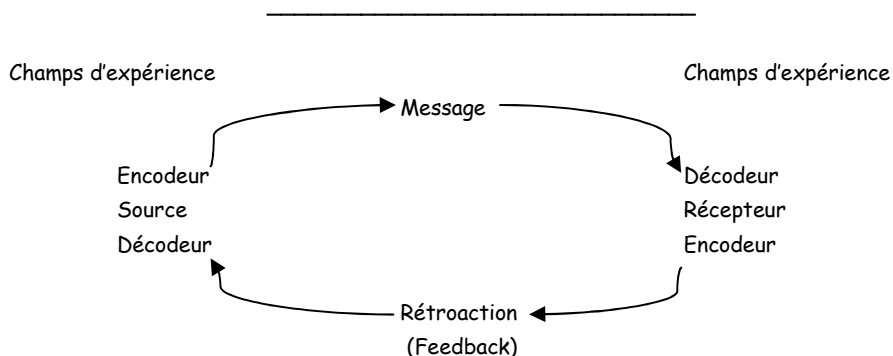 Champs d'expérience Champs d'expérience
Message
Encodeur Décodeur
Source Récepteur
Décodeur Encodeur
Rétroaction
(Feedback)